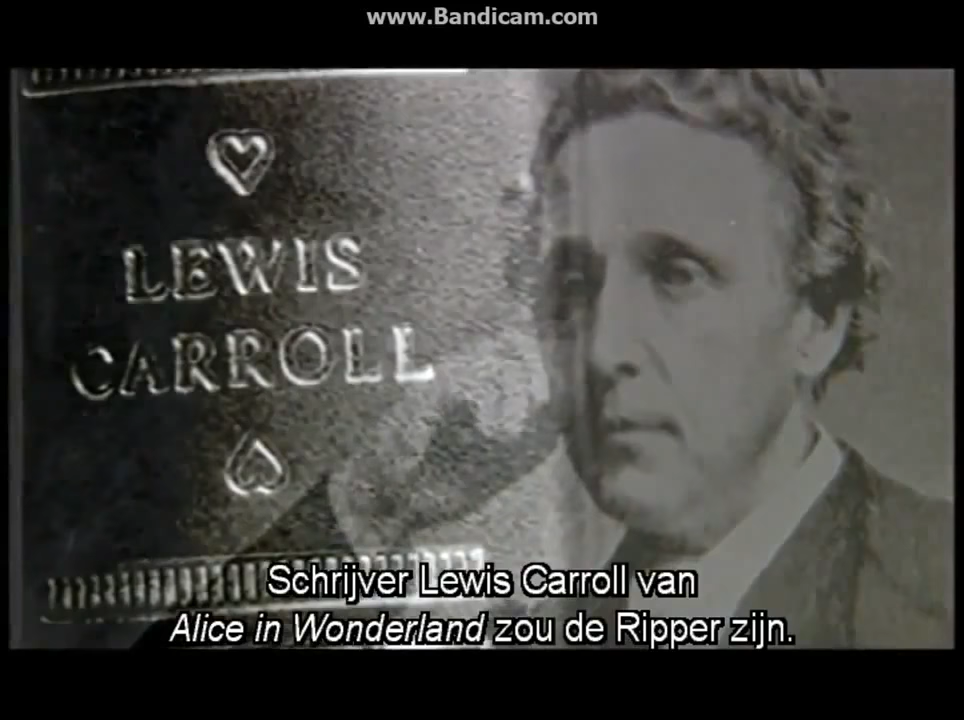 www.Bandicam.com
LEWIS
CARROLL
Schrijver Lewis Carroll van
Alice in Wonderland zou de Ripper zijn.